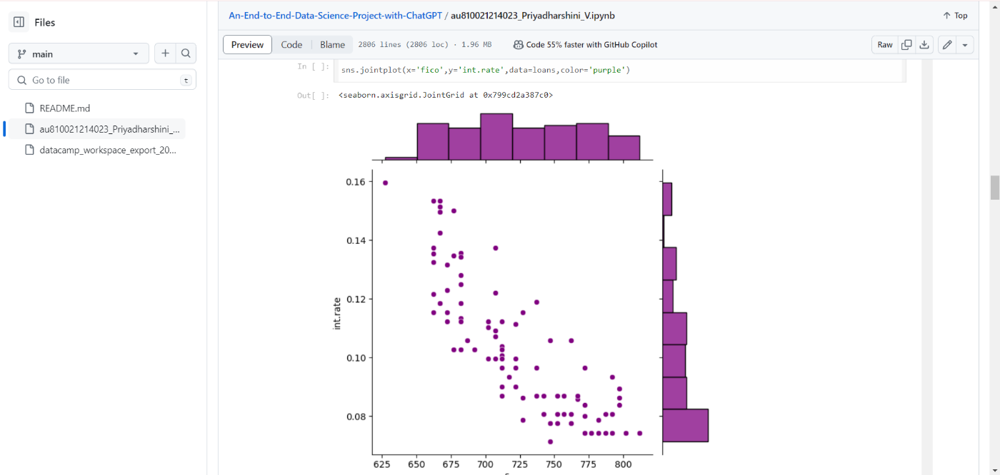 Files
main
Go to file
t
README.md
au810021214023_Priyadharshini_...
datacamp_workspace_export_20...
An-End-to-End-Data-Science-Project-with-ChatGPT / au810021214023_Priyadharshini_V.ipynb
Top
Preview Code Blame 2806 lines (2806 loc) · 1.96 MB Code 55% faster with GitHub Copilot Raw
In [ ]: sns.jointplot(x='fico',y='int.rate',data=loans,color='purple')
Out[ ]: <seaborn.axisgrid.JointGrid at 0x799cd2a387c0>
0.16
0.14
0.12
int.rate
0.10
0.08
625 650 675 700 725 750 775 800